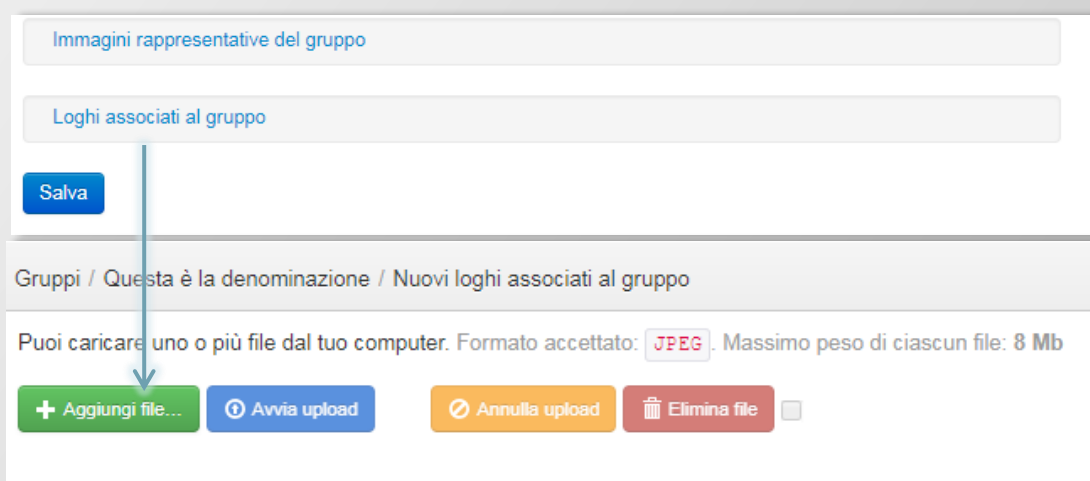 Immagini rappresentative del gruppo
Loghi associati al gruppo
Salva
Gruppi / Questa è la denominazione / Nuovi loghi associati al gruppo
Puoi caricare uno o più file dal tuo computer. Formato accettato: JPEG . Massimo peso di ciascun file: 8 Mb
Aggiungi file... Avvia upload Annulla upload Elimina file